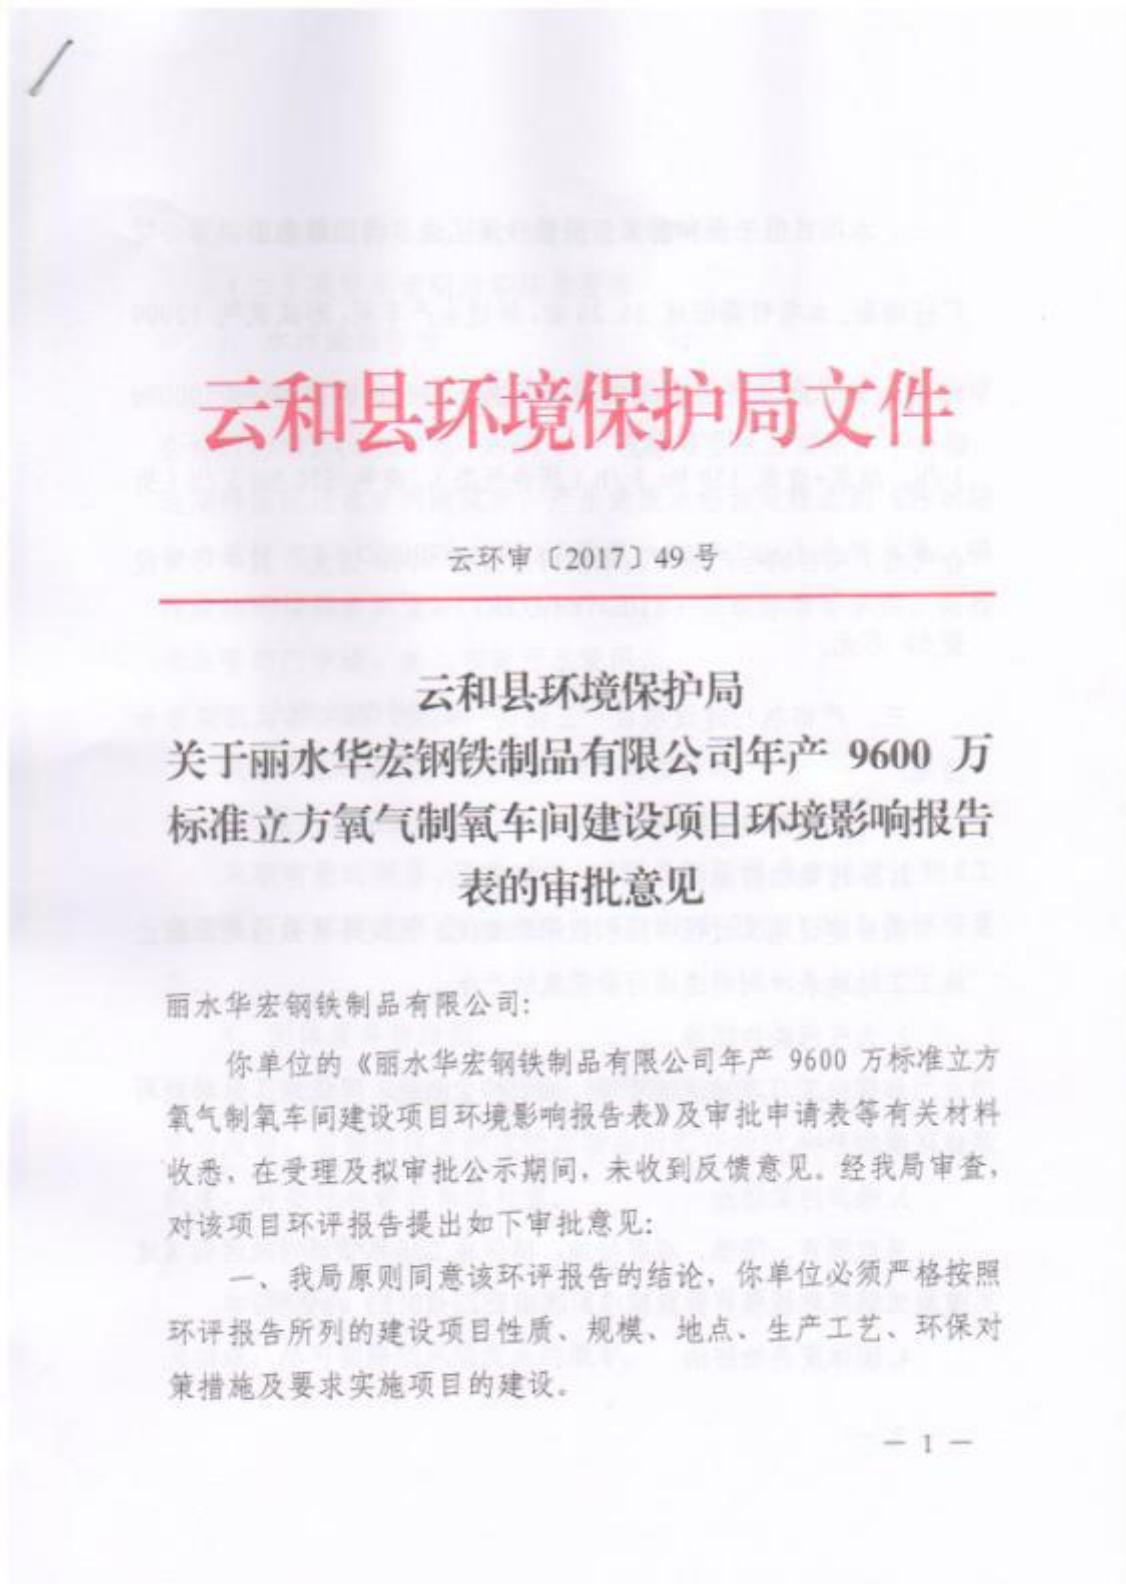 云和县环境保护局文件
云环审〔2017〕49号
云和县环境保护局
关于丽水华宏钢铁制品有限公司年产 9600 万
标准立方氧气制氧车间建设项目环境影响报告
表的审批意见
丽水华宏钢铁制品有限公司:
你单位的《丽水华宏钢铁制品有限公司年产 9600 万标准立方
氧气制氧车间建设项目环境影响报告表》及审批申请表等有关材料
收悉，在受理及拟审批公示期间，未收到反馈意见。经我局审查，
对该项目环评报告提出如下审批意见:
一、我局原则同意该环评报告的结论，你单位必须严格按照
环评报告所列的建设项目性质、规模、地点、生产工艺、环保对
策措施及要求实施项目的建设。
— 1 —